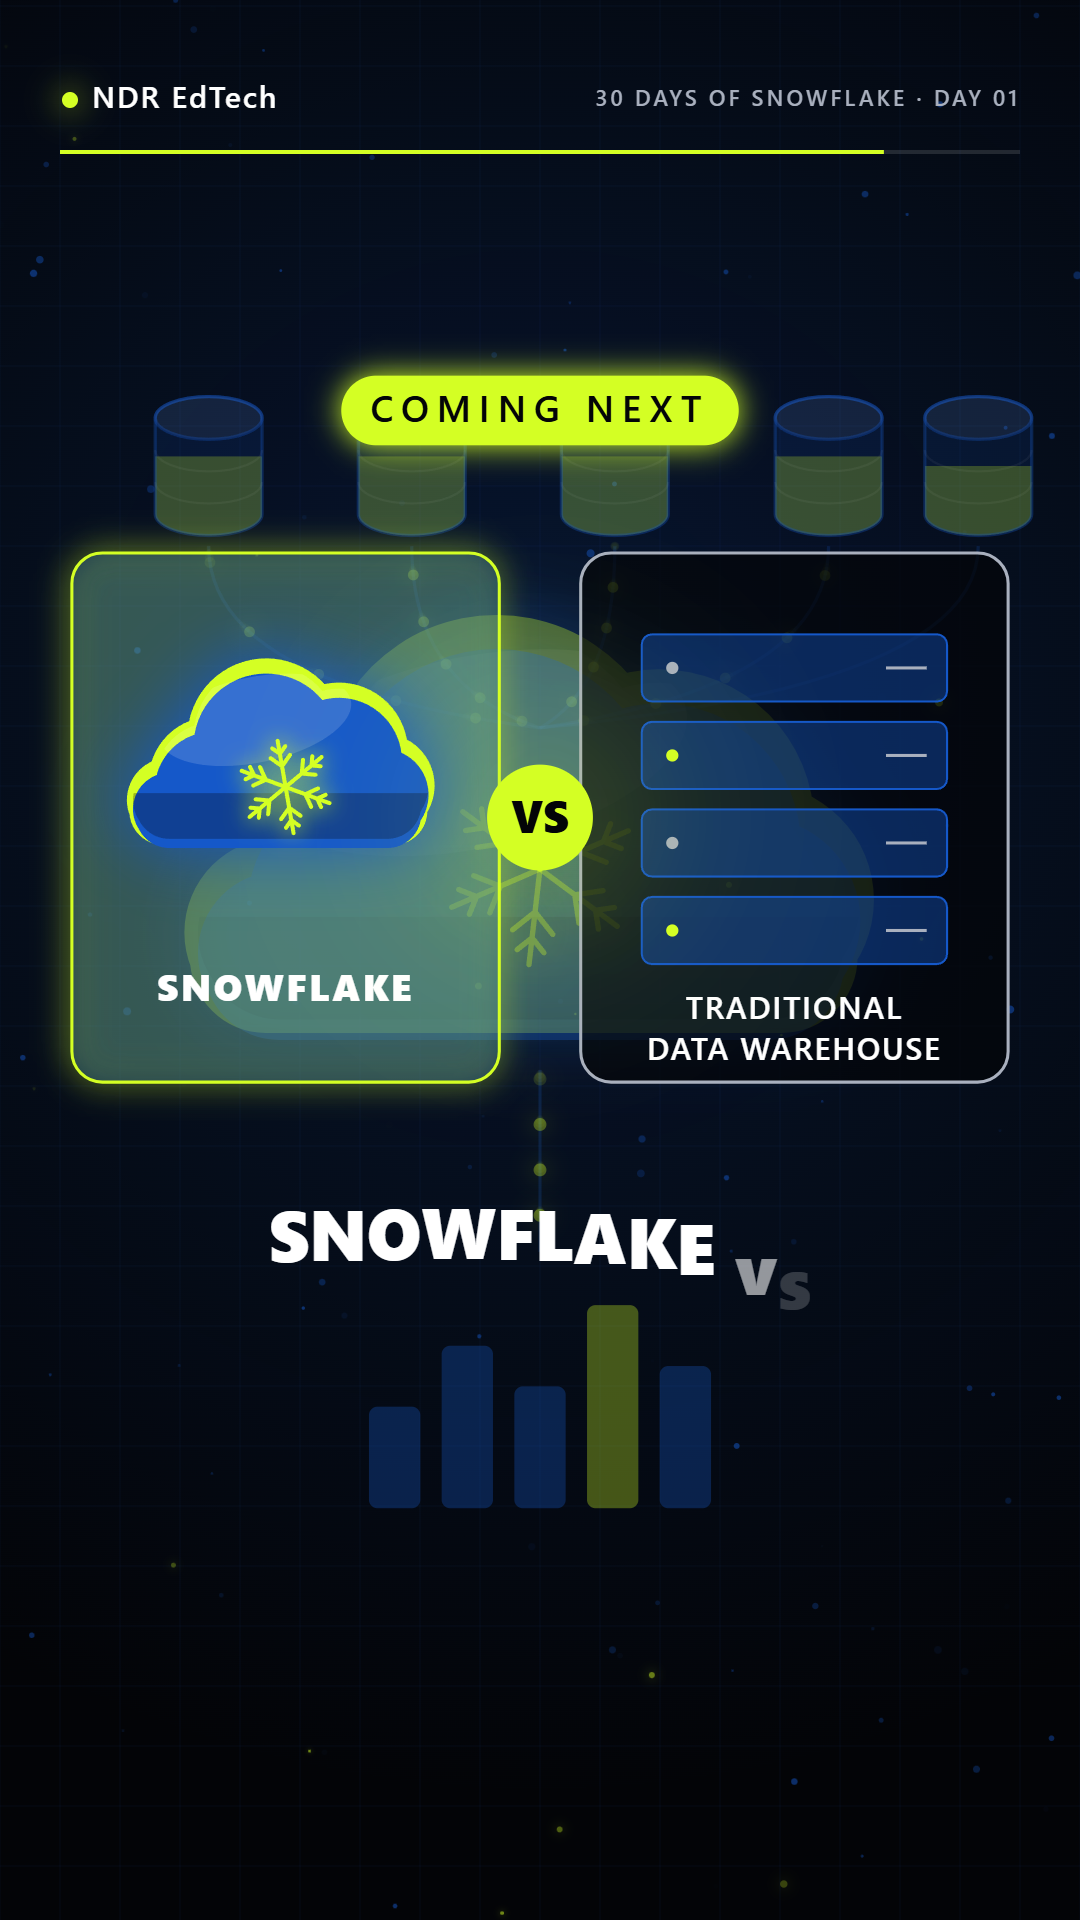 NDR EdTech
30 DAYS OF SNOWFLAKE · DAY 01
COMING NEXT
VS
SNOWFLAKE
TRADITIONAL
DATA WAREHOUSE
SNOWFLAKE vs